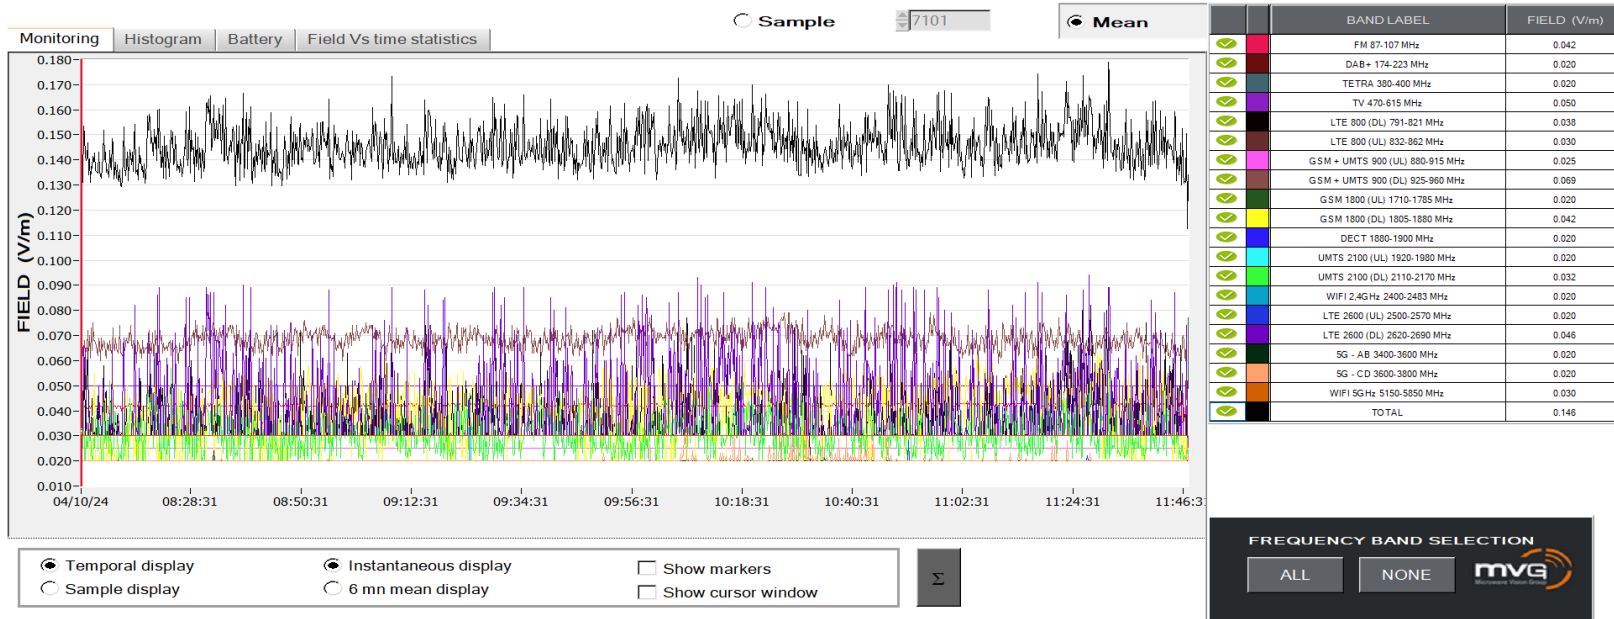 Sample
7101
Mean
Monitoring
Histogram
Battery
Field Vs time statistics
FIELD (V/m)
0.180
0.170
0.160
0.150
0.140
0.130
0.120
0.110
0.100
0.090
0.080
0.070
0.060
0.050
0.040
0.030
0.020
0.010
04/10/24 08:28:31 08:50:31 09:12:31 09:34:31 09:56:31 10:18:31 10:40:31 11:02:31 11:24:31 11:46:3
Temporal display
Instantaneous display
Show markers
Sample display
6 mn mean display
Show cursor window
Σ
BAND LABEL FIELD (V/m)
FM 87-107 MHz 0.042
DAB+ 174-223 MHz 0.020
TETRA 380-400 MHz 0.020
TV 470-615 MHz 0.050
LTE 800 (DL) 791-821 MHz 0.038
LTE 800 (UL) 832-862 MHz 0.030
GSM + UMTS 900 (UL) 880-915 MHz 0.025
GSM + UMTS 900 (DL) 925-960 MHz 0.069
GSM 1800 (UL) 1710-1785 MHz 0.020
GSM 1800 (DL) 1805-1880 MHz 0.042
DECT 1880-1900 MHz 0.020
UMTS 2100 (UL) 1920-1980 MHz 0.020
UMTS 2100 (DL) 2110-2170 MHz 0.032
WIFI 2,4GHz 2400-2483 MHz 0.020
LTE 2600 (UL) 2500-2570 MHz 0.020
LTE 2600 (DL) 2620-2690 MHz 0.046
5G - AB 3400-3600 MHz 0.020
5G - CD 3600-3800 MHz 0.020
WIFI 5GHz 5150-5850 MHz 0.030
TOTAL 0.146
FREQUENCY BAND SELECTION
ALL
NONE
mvg
Microwave Vision Group